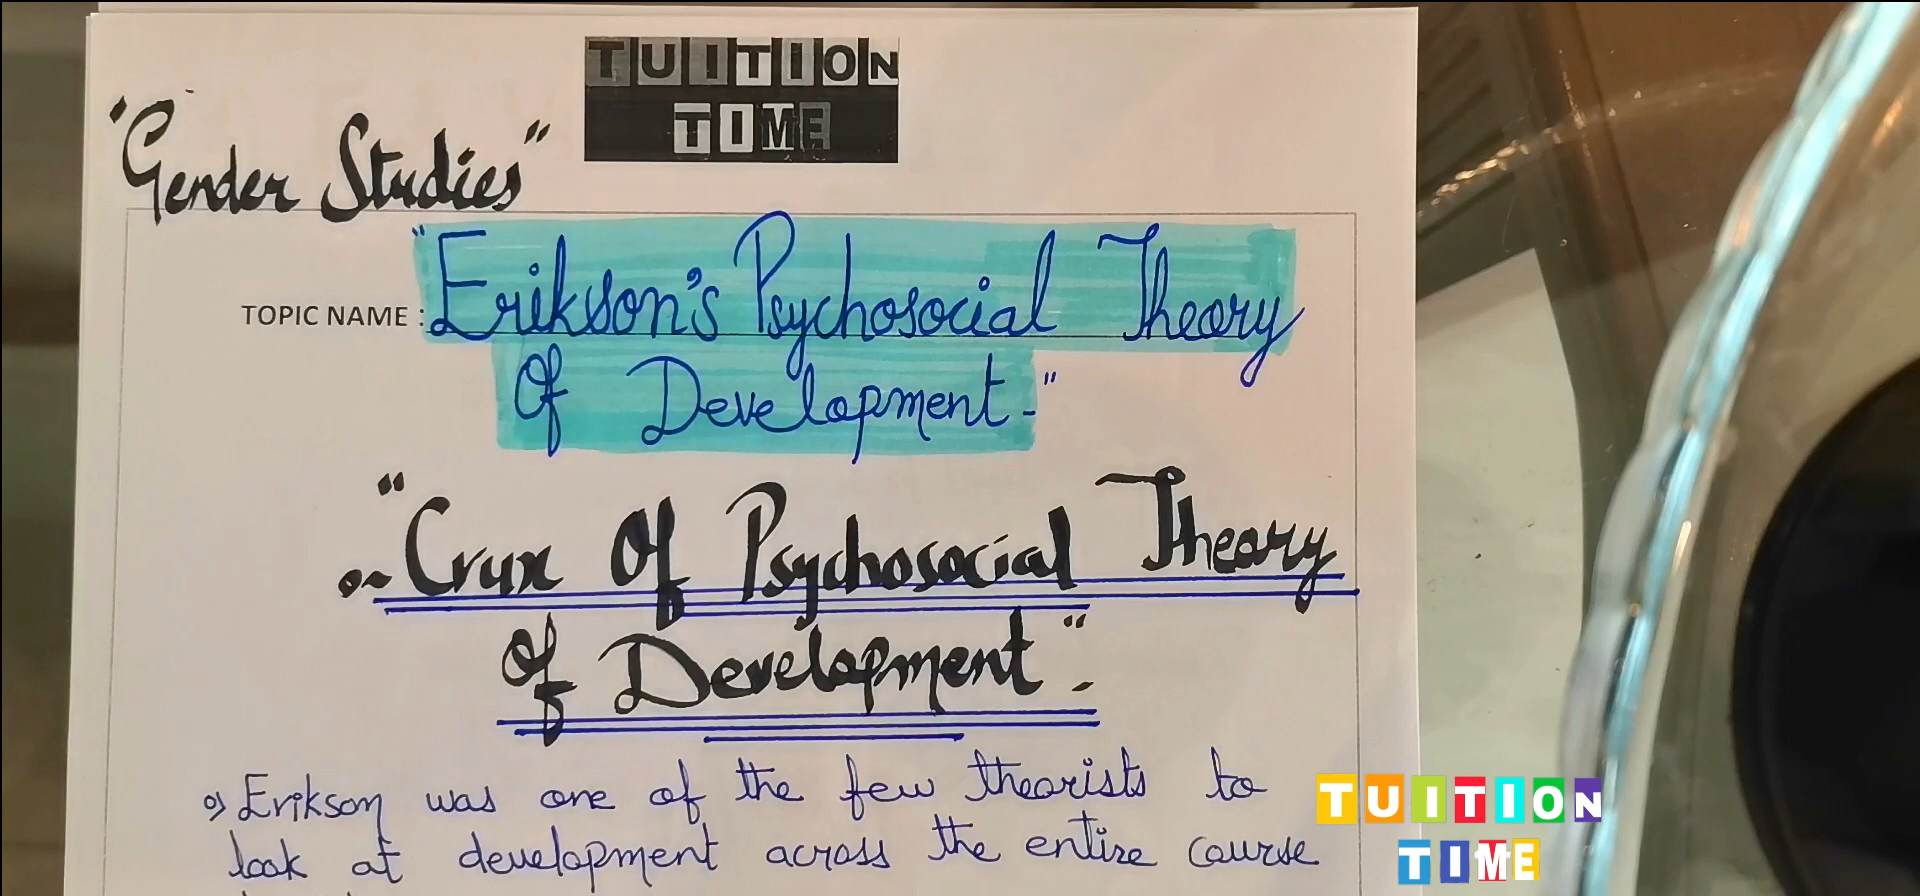 TUITION
TIME
"Gender Studies"
TOPIC NAME : "Erikson's Psychosocial Theory
Of Development-"
"Crux Of Psychosocial Theory
Of Development".
Erikson was one of the few theorists to
look at development across the entire course
TUITION
TIME